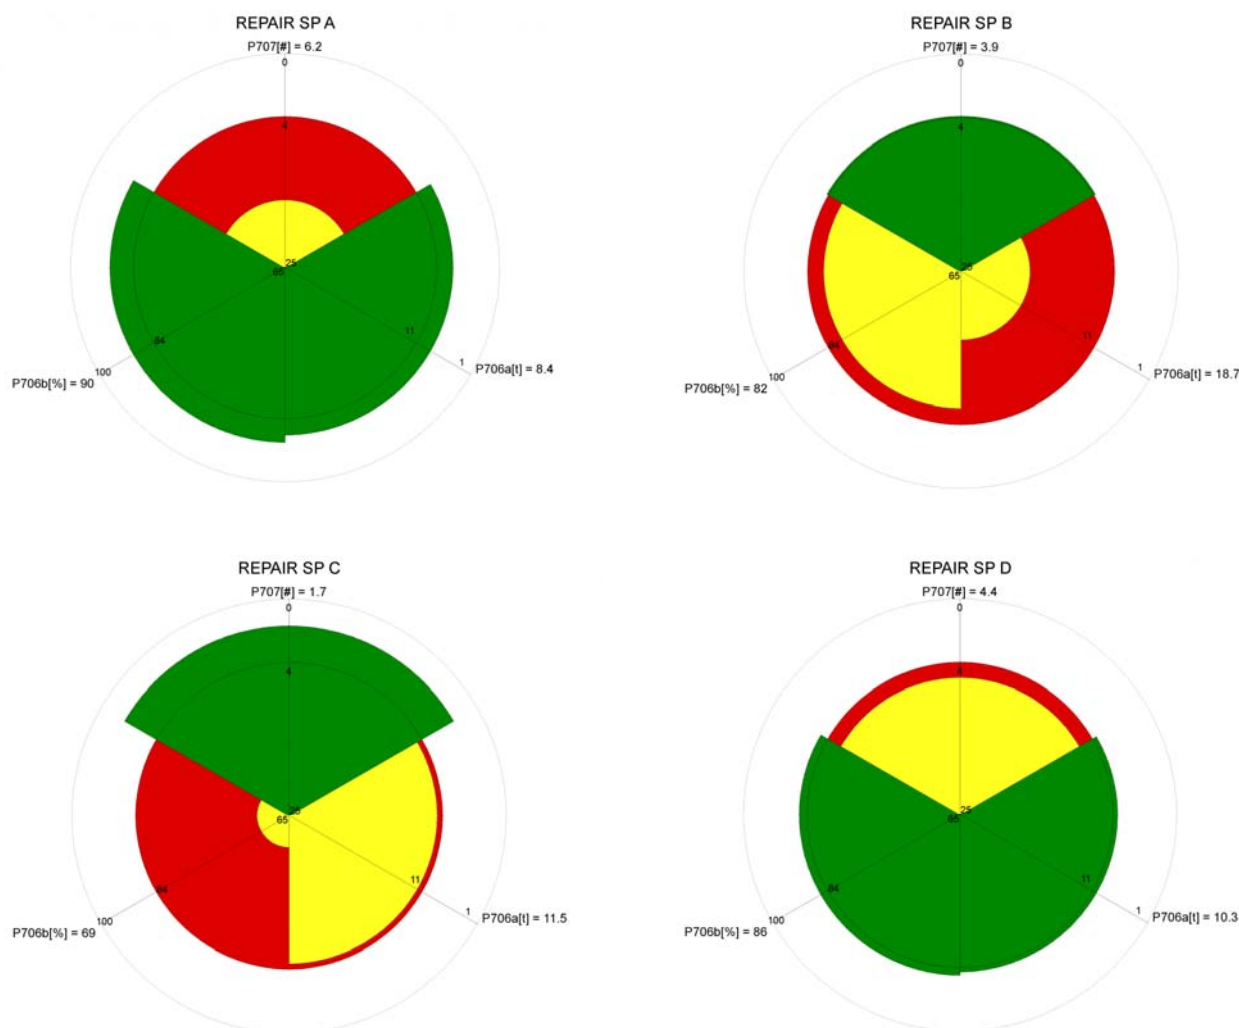 REPAIR SP A
P707[#] = 6.2
0
4
25
65
11
84
1
100
P706a[t] = 8.4
P706b[%] = 90
REPAIR SP B
P707[#] = 3.9
0
4
25
65
11
84
1
100
P706a[t] = 18.7
P706b[%] = 82
REPAIR SP C
P707[#] = 1.7
0
4
25
65
11
84
1
100
P706a[t] = 11.5
P706b[%] = 69
REPAIR SP D
P707[#] = 4.4
0
4
25
65
11
84
1
100
P706a[t] = 10.3
P706b[%] = 86